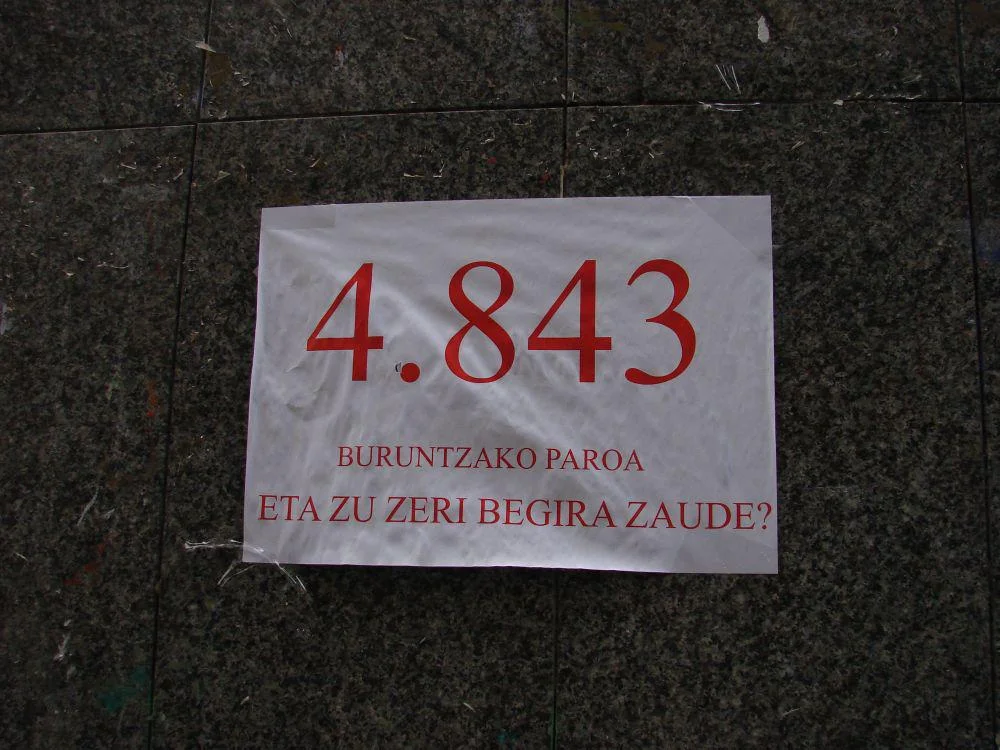 4.843
BURUNTZAKO PAROA
ETA ZU ZERI BEGIRA ZAUDE?